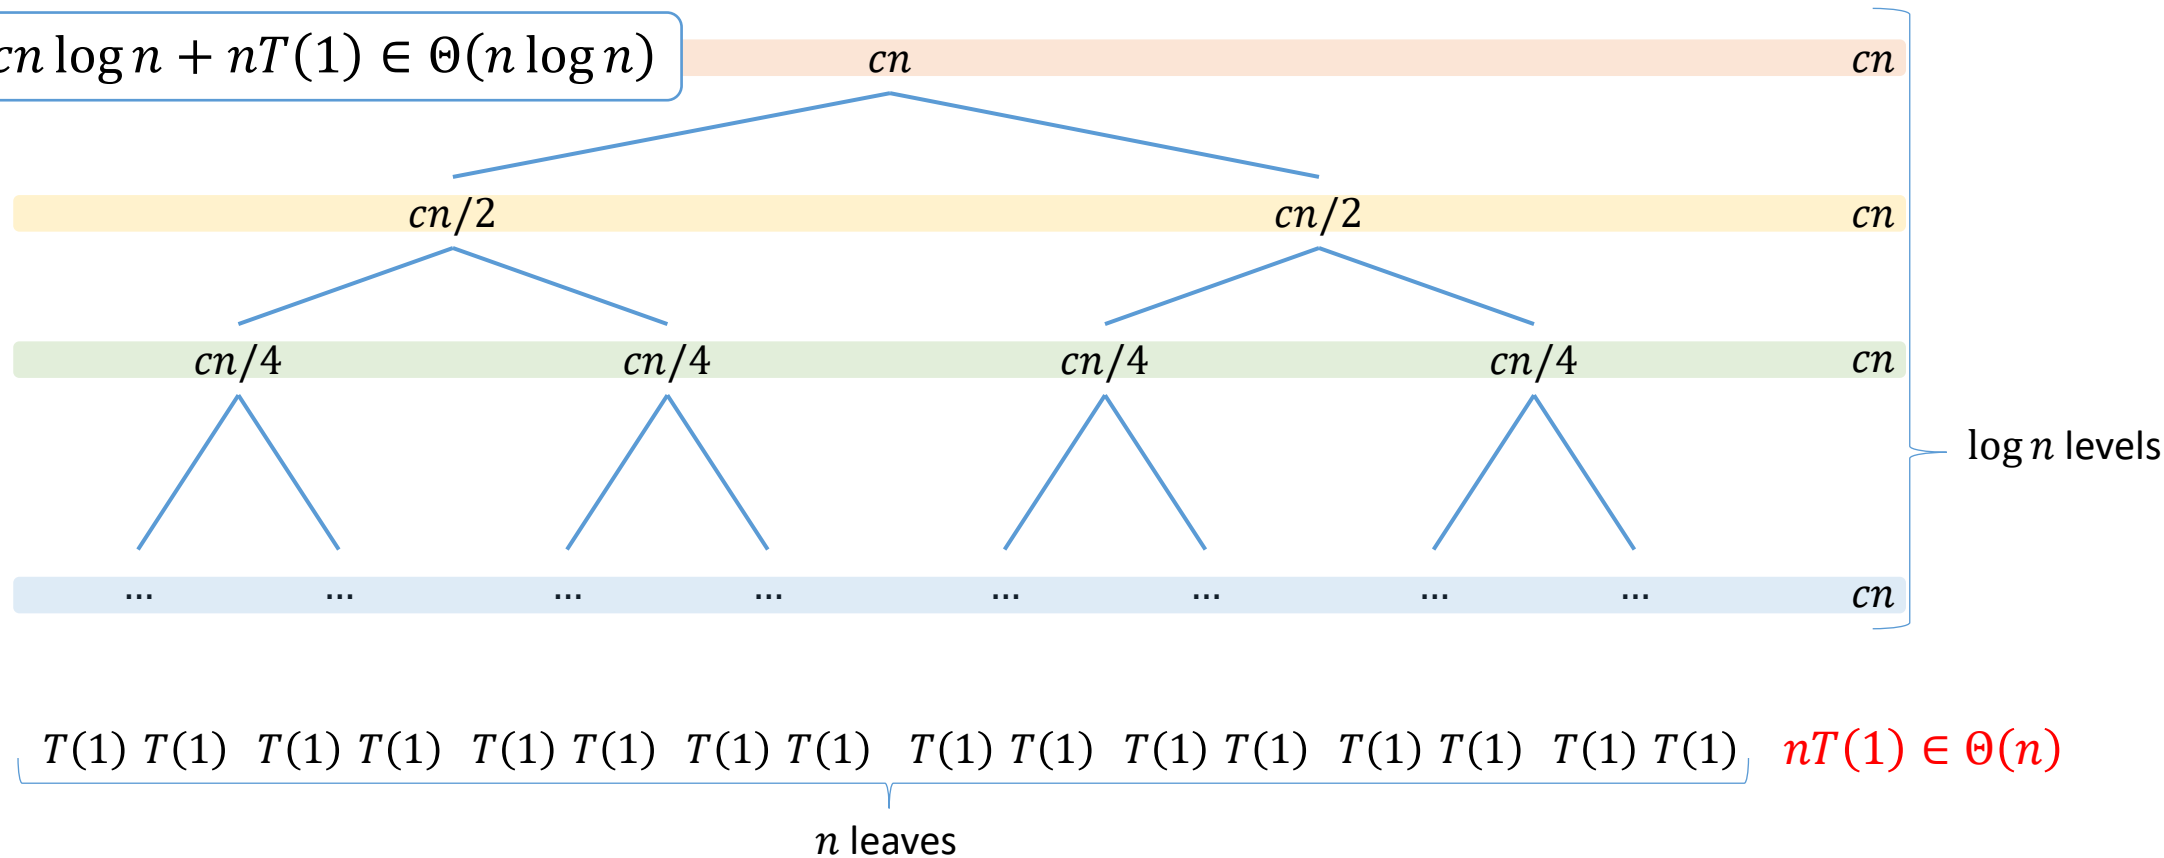 cn log n + nT(1) ∈ Θ(n log n) cn cn
cn/2 cn/2 cn
cn/4 cn/4 cn/4 cn/4 cn
log n levels
... ... ... ... ... ... ... ... cn
T(1) T(1) T(1) T(1) T(1) T(1) T(1) T(1) T(1) T(1) T(1) T(1) T(1) T(1) T(1) T(1) nT(1) ∈ Θ(n)
n leaves